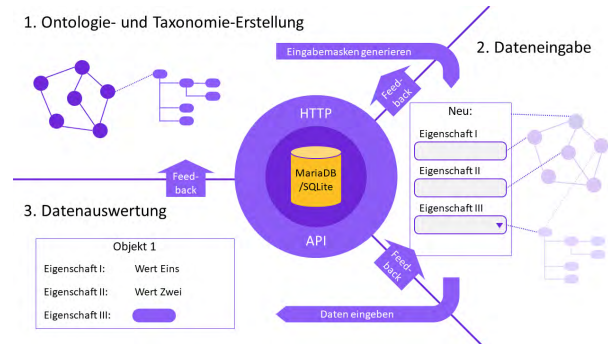 1. Ontologie- und Taxonomie-Erstellung
Eingabemasken generieren
2. Dateneingabe
Feed-
back
HTTP
MariaDB
/SQLite
API
Neu:
Eigenschaft I
Eigenschaft II
Eigenschaft III
Feed-
back
3. Datenauswertung
Objekt 1
Eigenschaft I: Wert Eins
Eigenschaft II: Wert Zwei
Eigenschaft III:
Feed-
back
Daten eingeben